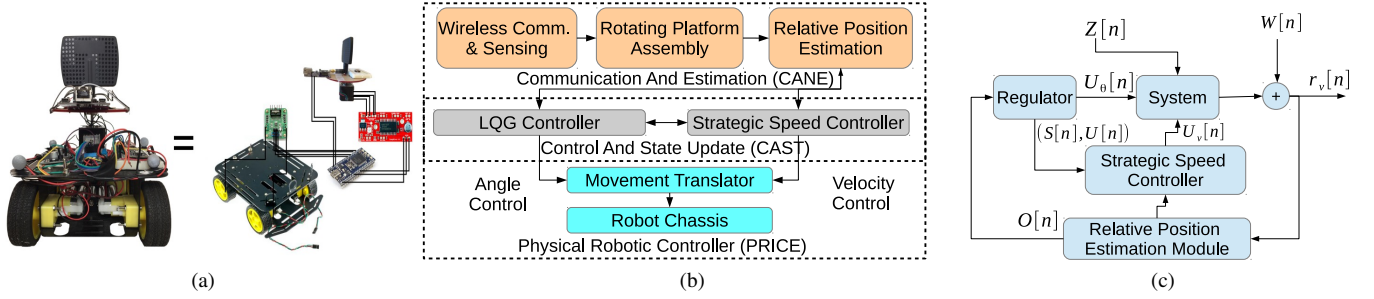 =
(a)
Wireless Comm.
& Sensing
Rotating Platform
Assembly
Relative Position
Estimation
Communication And Estimation (CANE)
LQG Controller
Strategic Speed Controller
Control And State Update (CAST)
Angle
Control
Movement Translator
Velocity
Control
Robot Chassis
Physical Robotic Controller (PRICE)
(b)
Z[n]
W[n]
Regulator
U_θ[n]
System
+
r_v[n]
(S[n],U[n])
U_v[n]
Strategic Speed
Controller
O[n]
Relative Position
Estimation Module
(c)